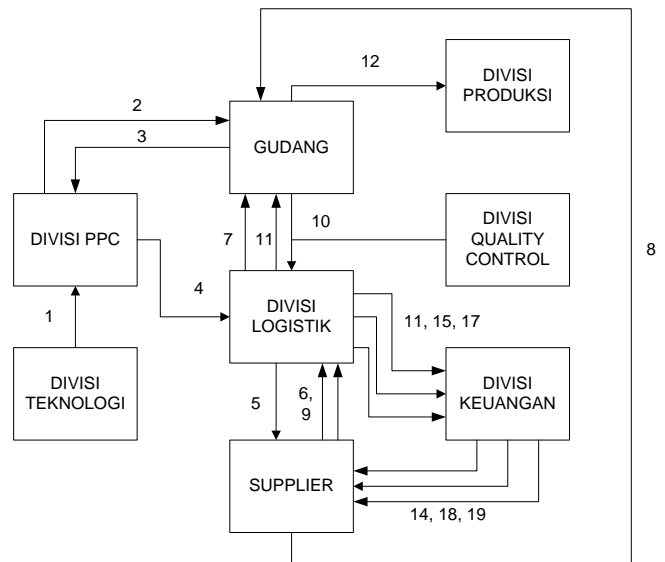 12
DIVISI
PRODUKSI
2
3
GUDANG
DIVISI PPC
7
11
10
DIVISI
QUALITY
CONTROL
8
4
1
DIVISI
LOGISTIK
11, 15, 17
DIVISI
TEKNOLOGI
5
6,
9
DIVISI
KEUANGAN
SUPPLIER
14, 18, 19